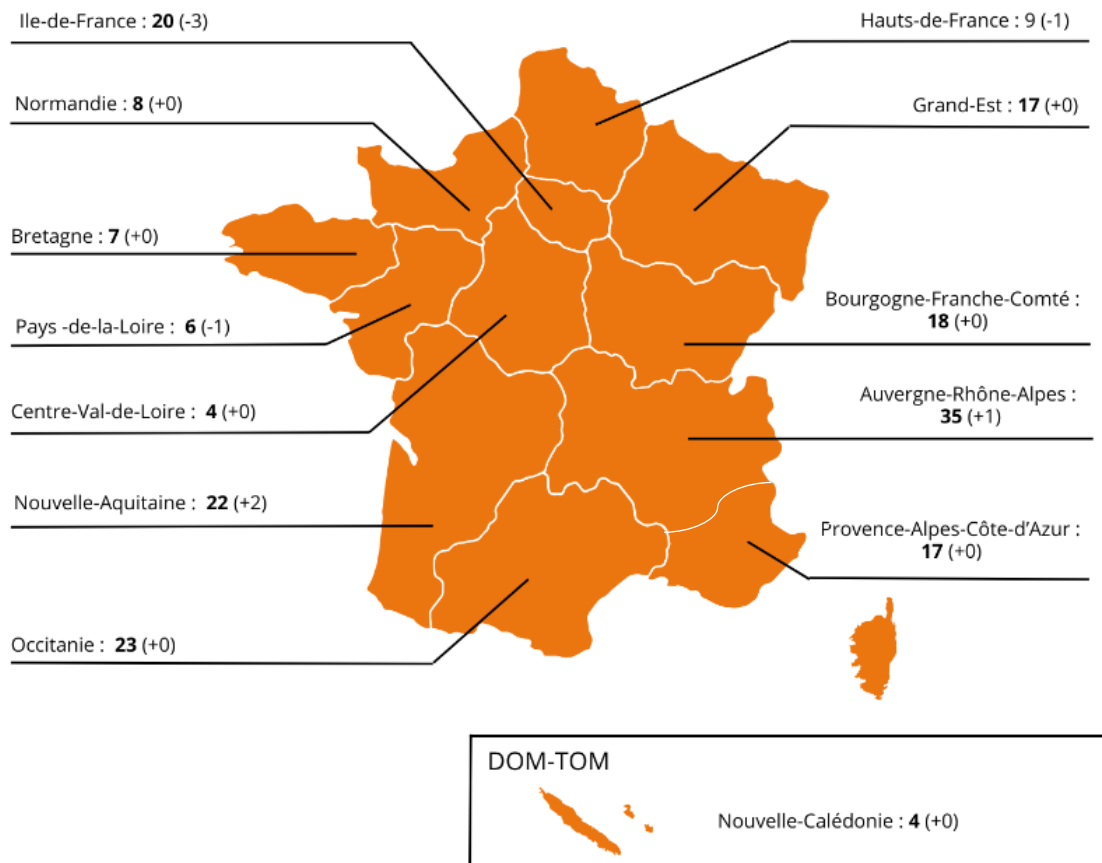 Ile-de-France : 20 (-3)
Hauts-de-France : 9 (-1)
Normandie : 8 (+0)
Grand-Est : 17 (+0)
Bretagne : 7 (+0)
Bourgogne-Franche-Comté :
18 (+0)
Pays -de-la-Loire : 6 (-1)
Auvergne-Rhône-Alpes :
35 (+1)
Centre-Val-de-Loire : 4 (+0)
Nouvelle-Aquitaine : 22 (+2)
Provence-Alpes-Côte-d’Azur :
17 (+0)
Occitanie : 23 (+0)
DOM-TOM
Nouvelle-Calédonie : 4 (+0)